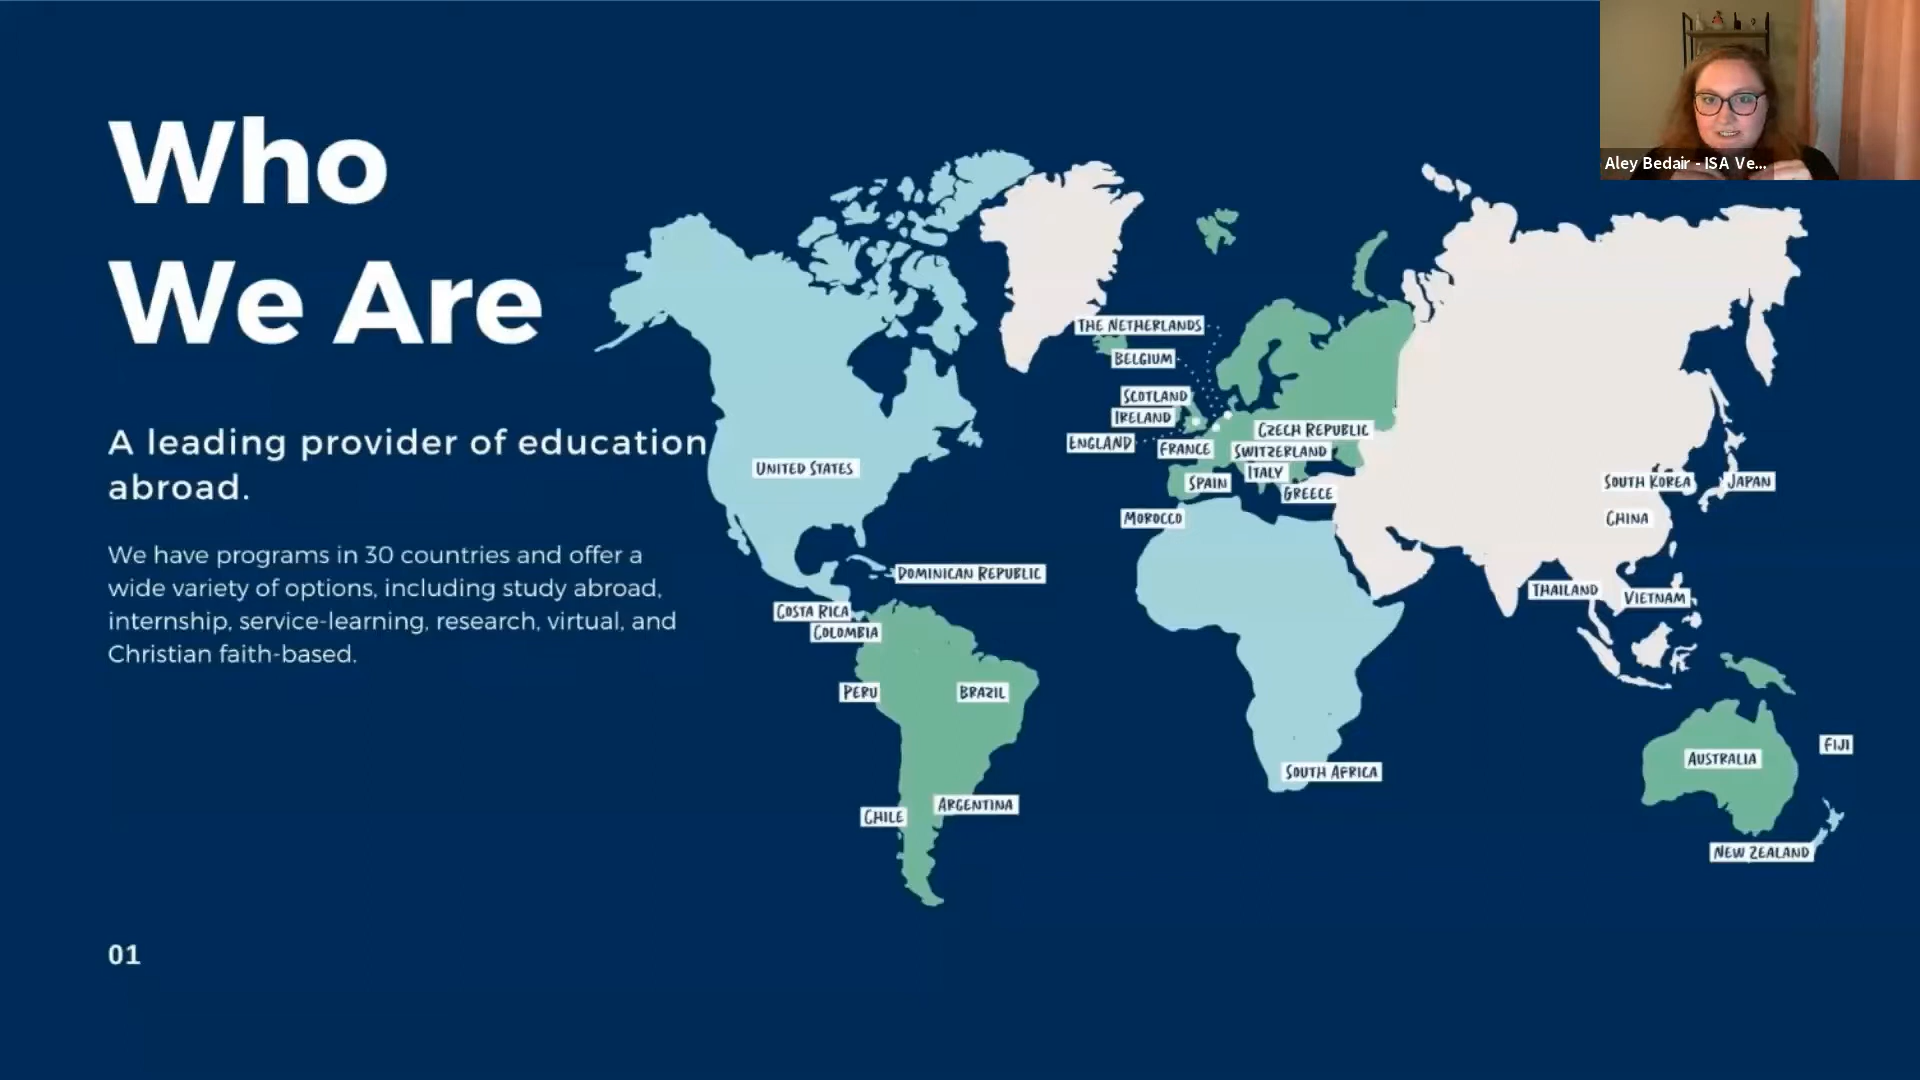 Who
We Are
A leading provider of education
abroad.
We have programs in 30 countries and offer a
wide variety of options, including study abroad,
internship, service-learning, research, virtual, and
Christian faith-based.
01
Aley Bedair - ISA Ve...
THE NETHERLANDS
BELGIUM
SCOTLAND
IRELAND
ENGLAND
FRANCE
CZECH REPUBLIC
SWITZERLAND
ITALY
SPAIN
GREECE
MOROCCO
UNITED STATES
DOMINICAN REPUBLIC
COSTA RICA
COLOMBIA
PERU
BRAZIL
CHILE
ARGENTINA
SOUTH AFRICA
SOUTH KOREA
JAPAN
CHINA
THAILAND
VIETNAM
AUSTRALIA
FIJI
NEW ZEALAND